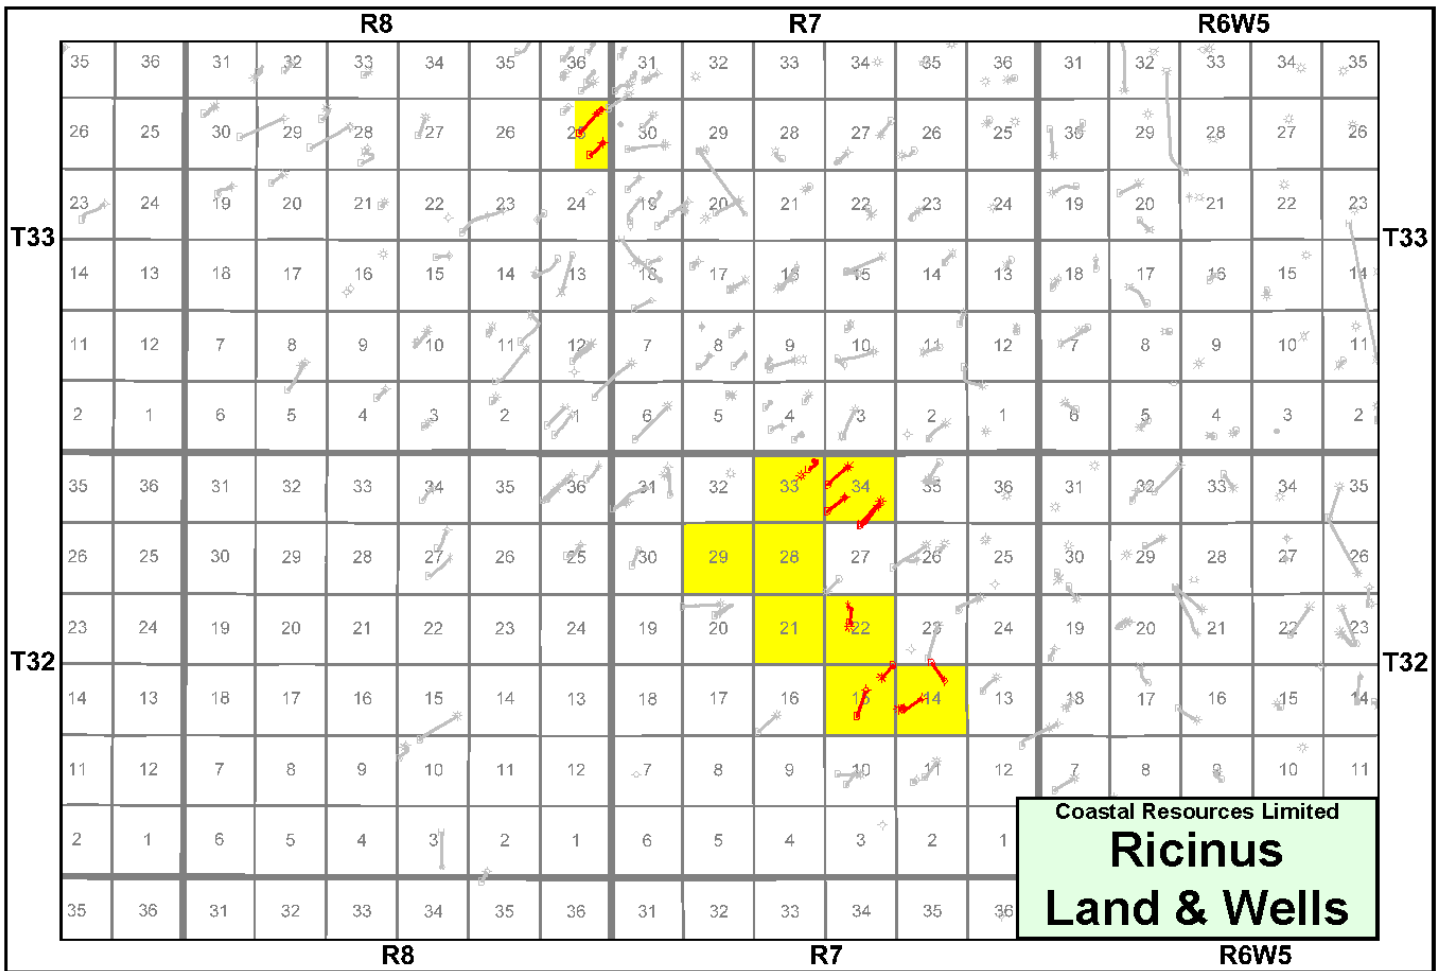 R8 R7 R6W5
35 36 31 32 33 34 35 36 31 32 33 34 35 36 31 32 33 34 35
26 25 30 29 28 27 26 30 29 28 27 26 25 30 29 28 27 26
23 24 19 20 21 22 23 24 19 20 21 22 23 24 19 20 21 22 23
T33 T33
14 13 18 17 16 15 14 13 18 17 16 15 14 13 18 17 16 15 14
11 12 7 8 9 10 11 12 7 8 9 10 11 12 7 8 9 10 11
2 1 6 5 4 3 2 1 6 5 4 3 2 1 6 5 4 3 2
35 36 31 32 33 34 35 36 31 32 33 34 35 36 31 32 33 34 35
26 25 30 29 28 27 26 25 30 29 28 27 26 25 30 29 28 27 26
23 24 19 20 21 22 23 24 19 20 21 22 23 24 19 20 21 22 23
T32 T32
14 13 18 17 16 15 14 13 18 17 16 15 14 13 18 17 16 15 14
11 12 7 8 9 10 11 12 7 8 9 10 11 12 7 8 9 10 11
2 1 6 5 4 3 2 1 6 5 4 3 2 1
35 36 31 32 33 34 35 36 31 32 33 34 35 36
Coastal Resources Limited
Ricinus
Land & Wells
R8 R7 R6W5